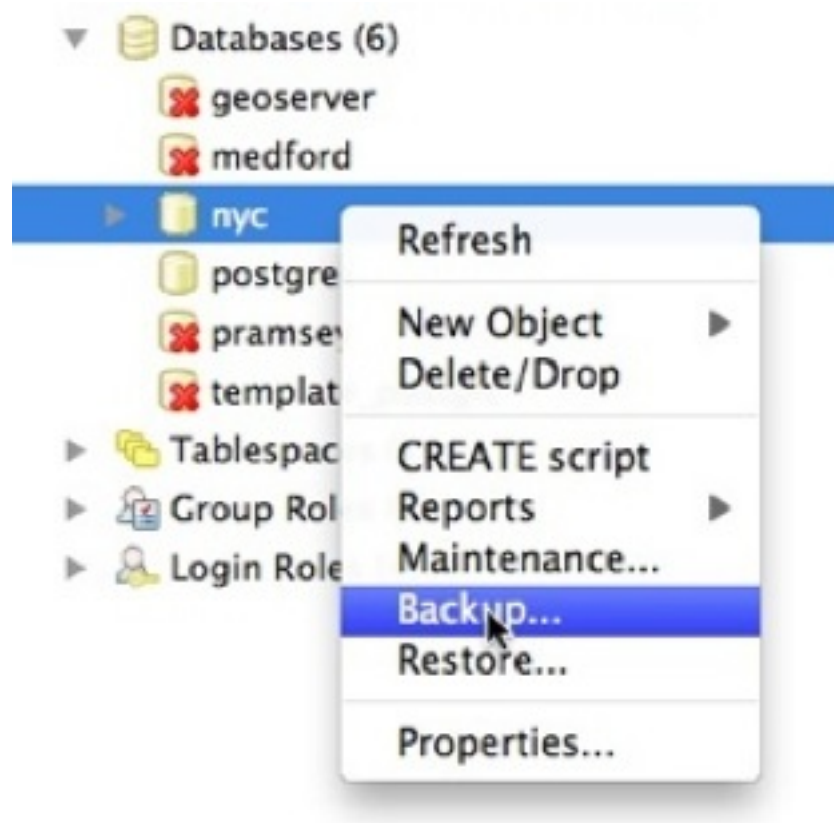 Databases (6)
geoserver
medford
nyc
Refresh
postgre
New Object
pramsey
Delete/Drop
templat
Tablespac
CREATE script
Group Rol
Reports
Maintenance...
Login Role
Backup...
Restore...
Properties...